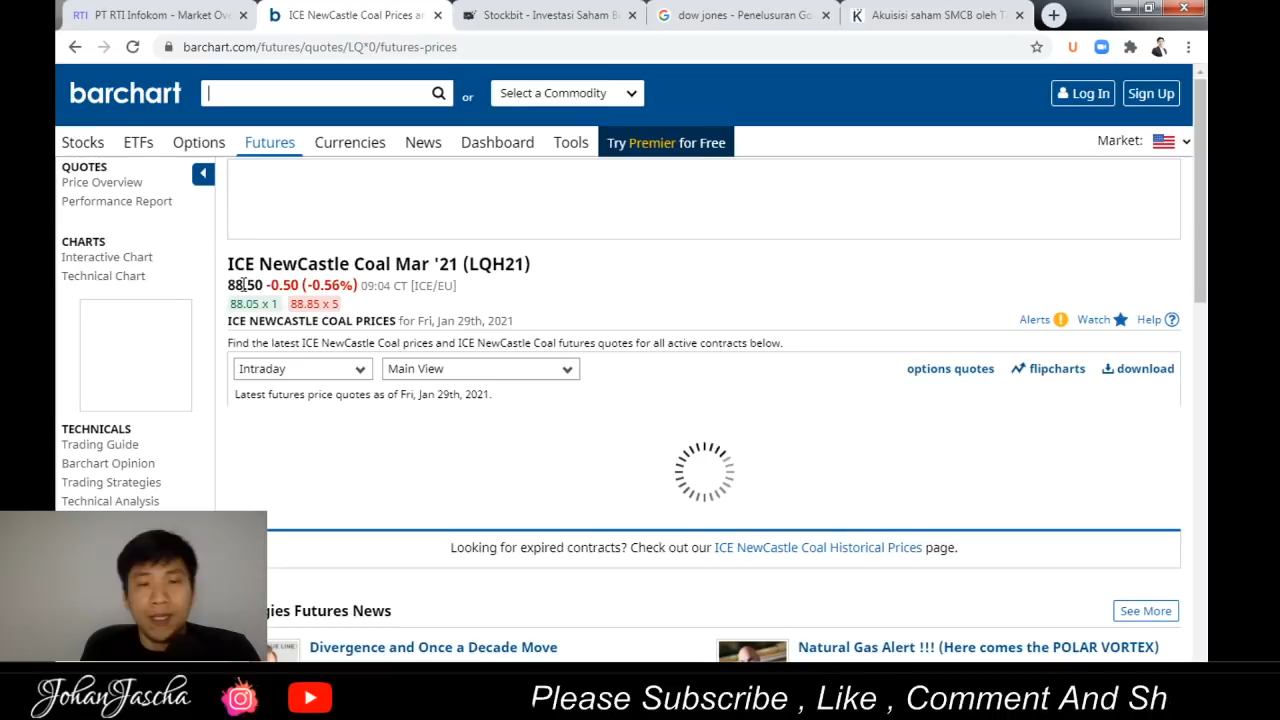 RTI PT RTI Infokom - Market Ov
ICE NewCastle Coal Prices a
Stockbit - Investasi Saham B
dow jones - Penelusuran Go
Akuisisi saham SMCB oleh T
barchart.com/futures/quotes/LQ*0/futures-prices
barchart
or
Select a Commodity
Log In
Sign Up
Stocks ETFs Options Futures Currencies News Dashboard Tools Try Premier for Free
Market:
QUOTES
Price Overview
Performance Report
CHARTS
Interactive Chart
Technical Chart
TECHNICALS
Trading Guide
Barchart Opinion
Trading Strategies
Technical Analysis
ICE NewCastle Coal Mar '21 (LQH21)
88.50 -0.50 (-0.56%) 09:04 CT [ICE/EU]
88.05 x 1 88.85 x 5
ICE NEWCASTLE COAL PRICES for Fri, Jan 29th, 2021
Alerts Watch Help
Find the latest ICE NewCastle Coal prices and ICE NewCastle Coal futures quotes for all active contracts below.
Intraday Main View options quotes flipcharts download
Latest futures price quotes as of Fri, Jan 29th, 2021.
Looking for expired contracts? Check out our ICE NewCastle Coal Historical Prices page.
gies Futures News
See More
UE LINE
Divergence and Once a Decade Move
Natural Gas Alert !!! (Here comes the POLAR VORTEX)
JohanJascha
Please Subscribe , Like , Comment And Sh